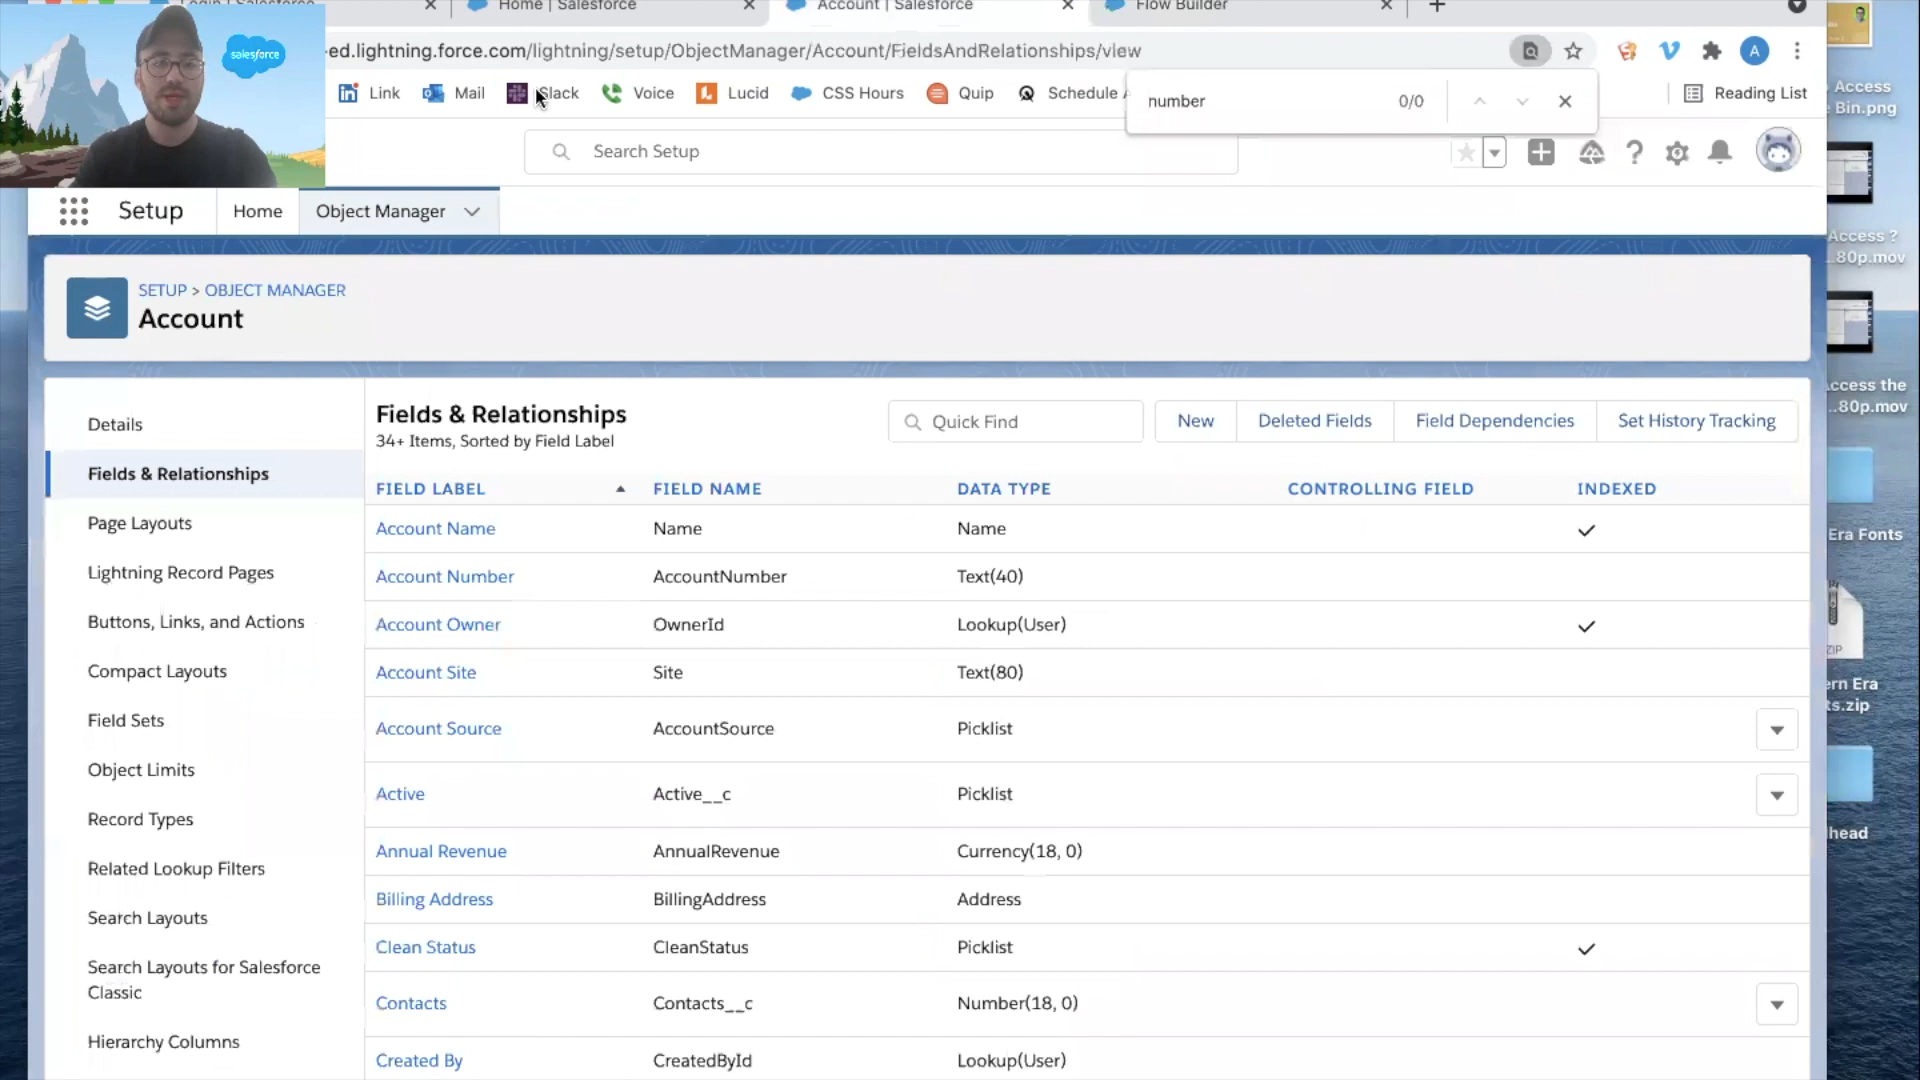 Home | Salesforce
Account | Salesforce
Flow Builder
ed.lightning.force.com/lightning/setup/ObjectManager/Account/FieldsAndRelationships/view
A
salesforce
Link
Mail
Slack
Voice
Lucid
CSS Hours
Quip
Schedule
Reading List
number
0/0
Search Setup
Setup
Home
Object Manager
SETUP > OBJECT MANAGER
Account
Details
Fields & Relationships
Page Layouts
Lightning Record Pages
Buttons, Links, and Actions
Compact Layouts
Field Sets
Object Limits
Record Types
Related Lookup Filters
Search Layouts
Search Layouts for Salesforce
Classic
Hierarchy Columns
Fields & Relationships
34+ Items, Sorted by Field Label
Quick Find
New
Deleted Fields
Field Dependencies
Set History Tracking
FIELD LABEL FIELD NAME DATA TYPE CONTROLLING FIELD INDEXED
Account Name Name Name
Account Number AccountNumber Text(40)
Account Owner OwnerId Lookup(User)
Account Site Site Text(80)
Account Source AccountSource Picklist
Active Active__c Picklist
Annual Revenue AnnualRevenue Currency(18, 0)
Billing Address BillingAddress Address
Clean Status CleanStatus Picklist
Contacts Contacts__c Number(18, 0)
Created By CreatedById Lookup(User)
Access
Bin.png
Access ?
..80p.mov
ccess the
..80p.mov
Era Fonts
ZIP
ern Era
ts.zip
lhead